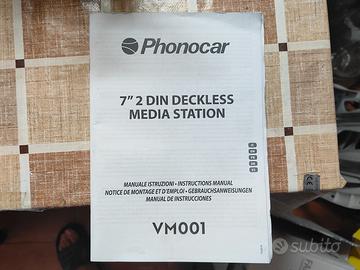 Phonocar
7" 2 DIN DECKLESS
MEDIA STATION
MANUALE ISTRUZIONI • INSTRUCTIONS MANUAL
NOTICE DE MONTAGE ET D'EMPLOI • GEBRAUCHSANWEISUNGEN
MANUAL DE INSTRUCCIONES
VM001
subito